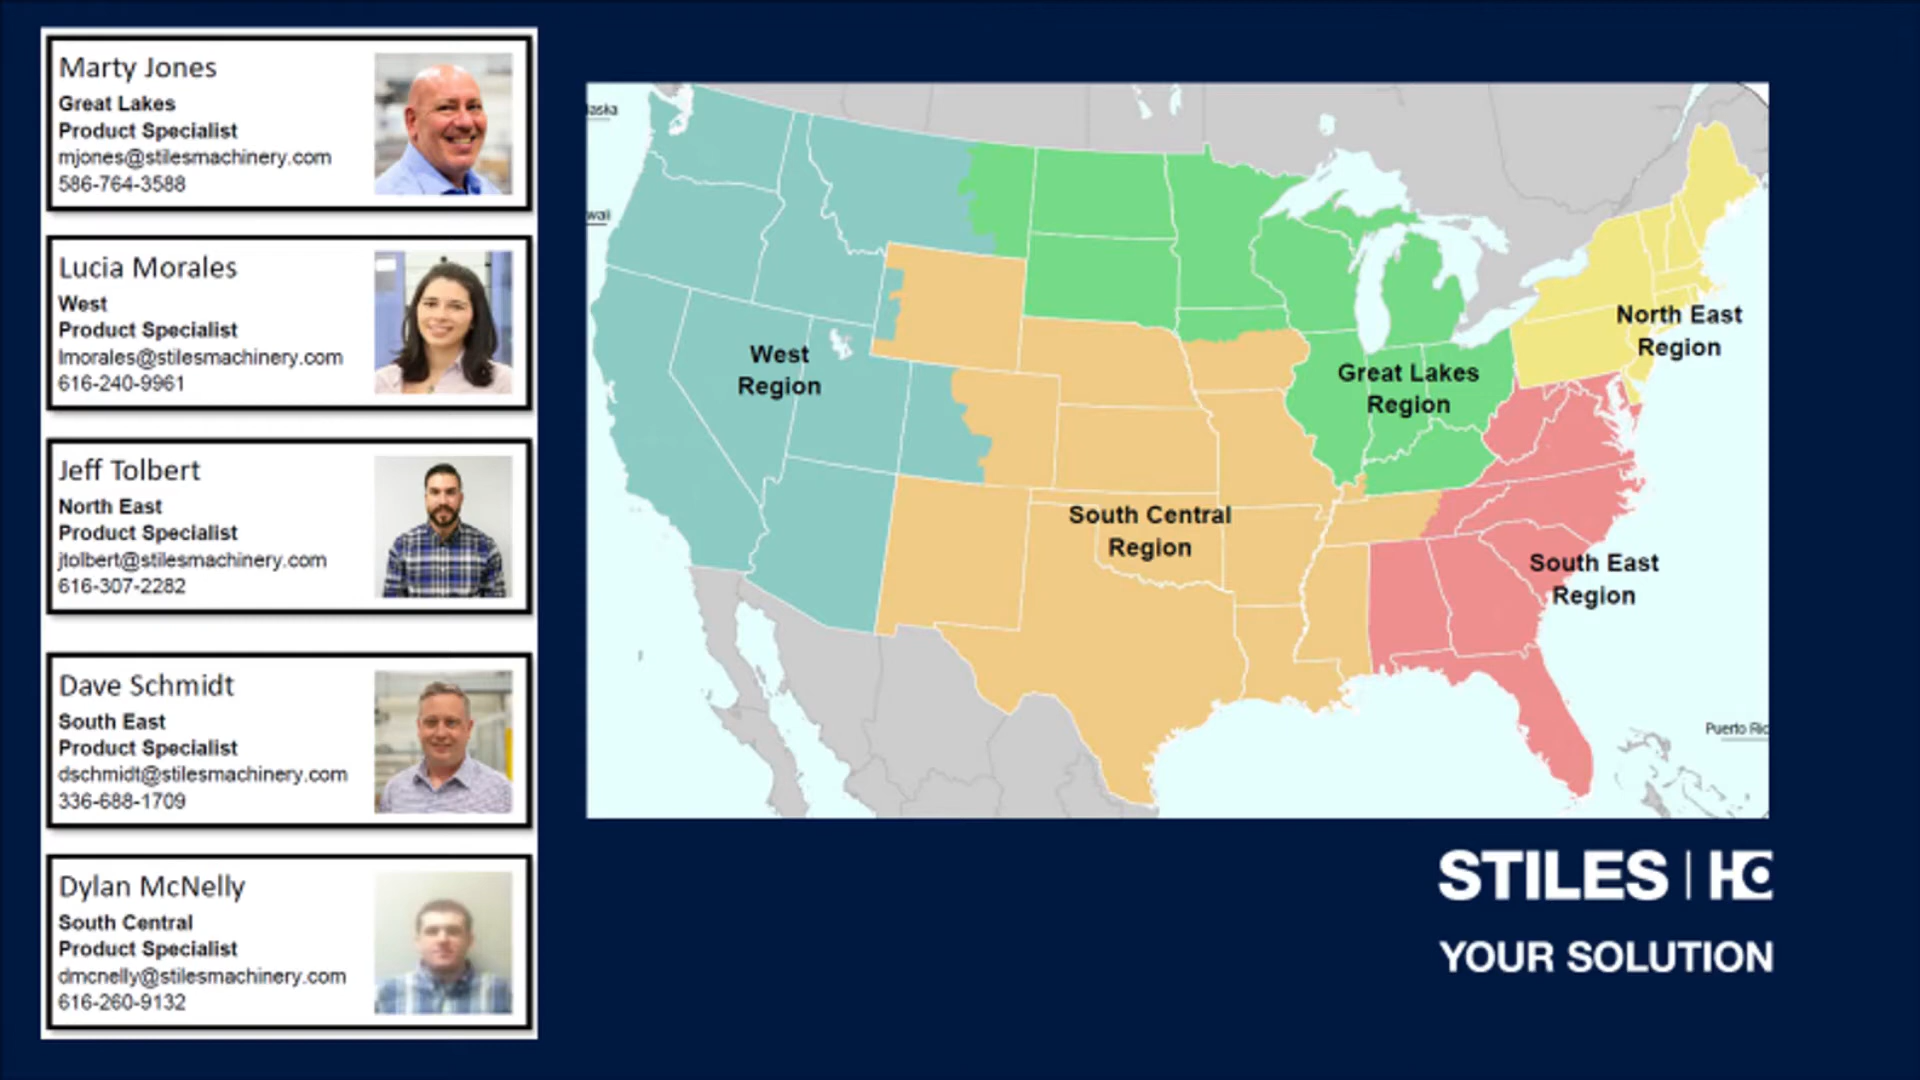 Marty Jones
Great Lakes
Product Specialist
mjones@stilesmachinery.com
586-764-3588
Lucia Morales
West
Product Specialist
lmorales@stilesmachinery.com
616-240-9961
Jeff Tolbert
North East
Product Specialist
jtolbert@stilesmachinery.com
616-307-2282
Dave Schmidt
South East
Product Specialist
dschmidt@stilesmachinery.com
336-688-1709
Dylan McNelly
South Central
Product Specialist
dmcnelly@stilesmachinery.com
616-260-9132
aska
wai
West
Region
Great Lakes
Region
North East
Region
South Central
Region
South East
Region
Puerto Ric
STILES | HC
YOUR SOLUTION